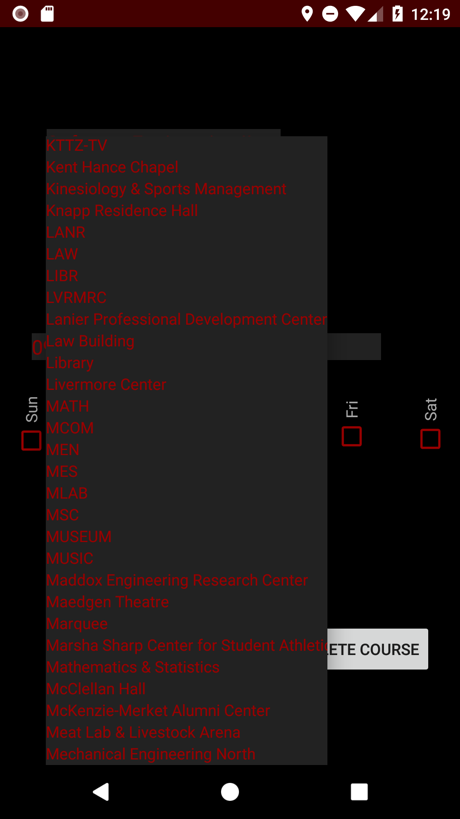 12:19
KTTZ-TV
Kent Hance Chapel
Kinesiology & Sports Management
Knapp Residence Hall
LANR
LAW
LIBR
LVRMRC
Lanier Professional Development Center
0
Law Building
Library
Livermore Center
Sun
Fri
Sat
MATH
MCOM
MEN
MES
MLAB
MSC
MUSEUM
MUSIC
Maddox Engineering Research Center
Maedgen Theatre
Marquee
Marsha Sharp Center for Student Athleti
ETE COURSE
Mathematics & Statistics
McClellan Hall
McKenzie-Merket Alumni Center
Meat Lab & Livestock Arena
Mechanical Engineering North